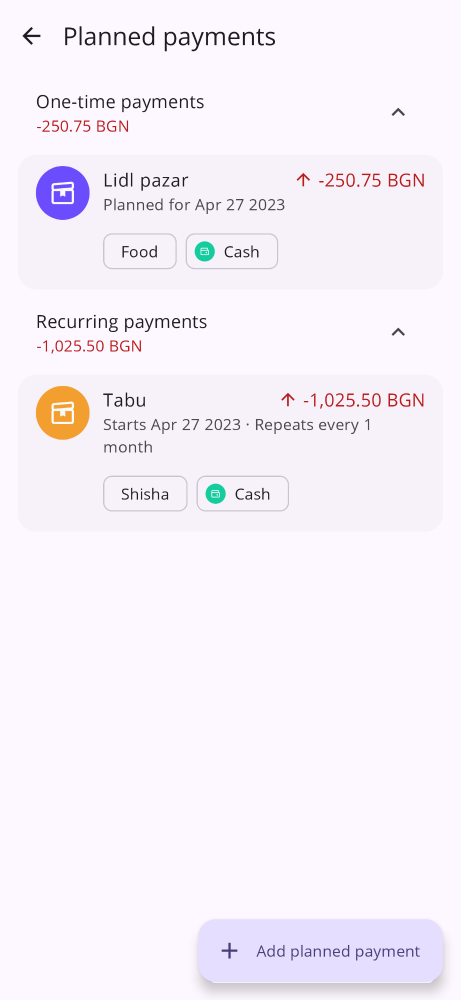 Planned payments
One-time payments
-250.75 BGN
Lidl pazar
-250.75 BGN
Planned for Apr 27 2023
Food
Cash
Recurring payments
-1,025.50 BGN
Tabu
-1,025.50 BGN
Starts Apr 27 2023 · Repeats every 1
month
Shisha
Cash
Add planned payment